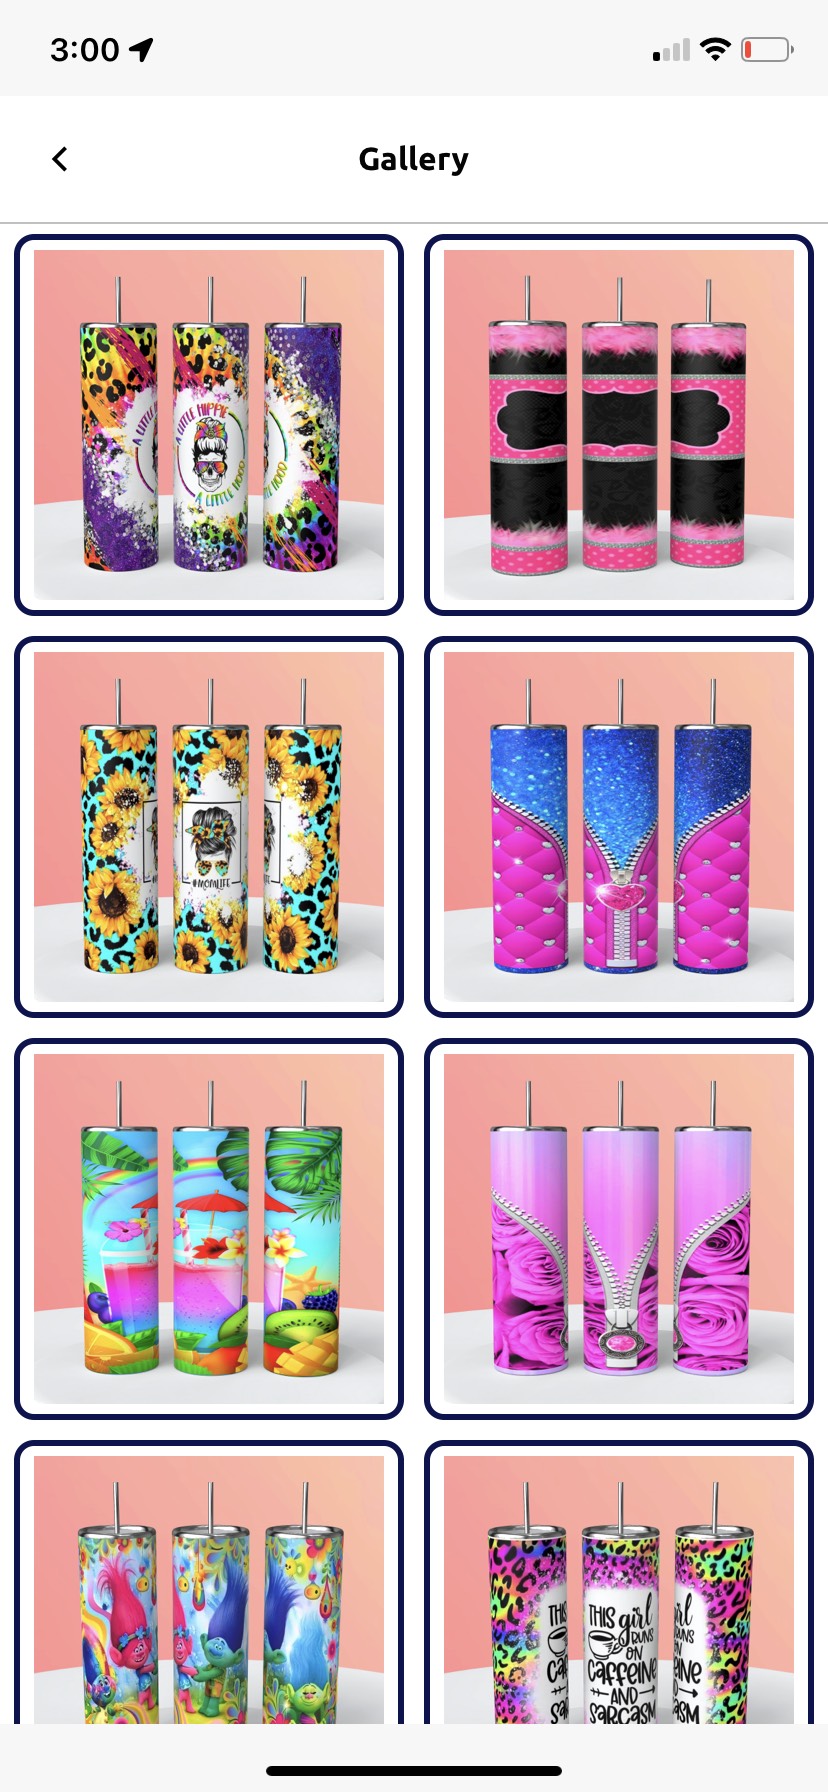 3:00
Gallery
A LITTLE HIPPIE
A LITTLE HOOD
#MOMLIFE
THIS girl
RUNS
ON
Caffeine
AND
SARCASM